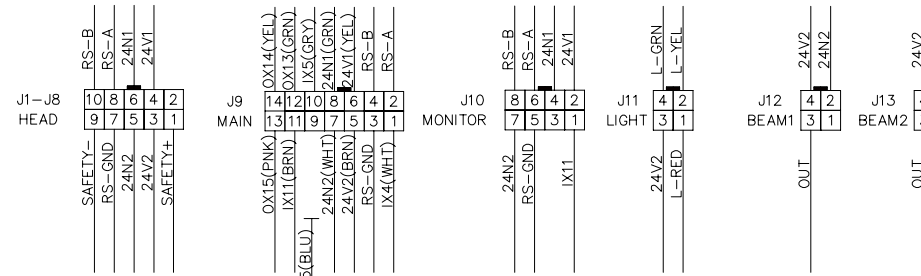 RS-B
RS-A
24N1
24V1
J1-J8
HEAD
10 8 6 4 2
9 7 5 3 1
SAFETY-
RS-GND
24N2
24V2
SAFETY+
OX14(YEL)
OX13(GRN)
IX5(GRY)
24N1(GRN)
24V1(YEL)
RS-B
RS-A
J9
MAIN
14 12 10 8 6 4 2
13 11 9 7 5 3 1
OX15(PNK)
IX11(BRN)
24N2(WHT)
24V2(BRN)
RS-GND
IX4(WHT)
(BLU)
RS-B
RS-A
24N1
24V1
J10
MONITOR
8 6 4 2
7 5 3 1
24N2
RS-GND
IX11
L-GRN
L-YEL
J11
LIGHT
4 2
3 1
24V2
L-RED
24V2
24N2
J12
BEAM1
4 2
3 1
OUT
24V2
J13
BEAM2
OUT